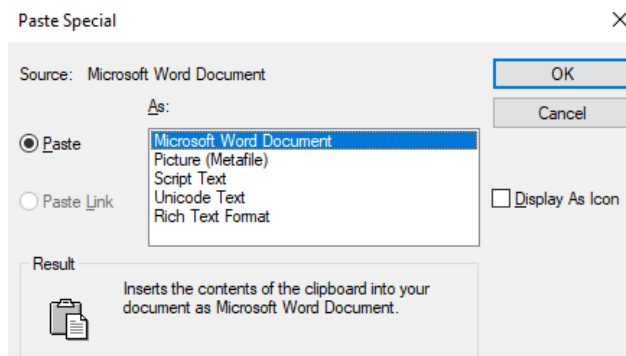 Paste Special
Source: Microsoft Word Document
OK
As:
Cancel
Paste
Microsoft Word Document
Picture (Metafile)
Script Text
Paste Link
Unicode Text
Display As Icon
Rich Text Format
Result
Inserts the contents of the clipboard into your
document as Microsoft Word Document.